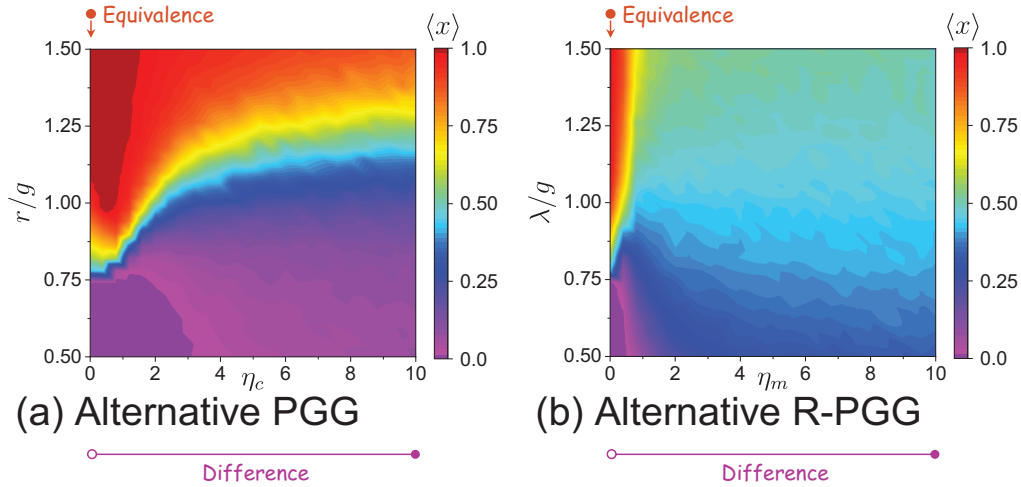 Equivalence
Equivalence
⟨x⟩
⟨x⟩
1.50
1.25
1.00
0.75
0.50
r/g
0 2 4 6 8 10
η_c
1.0
0.75
0.50
0.25
0.0
1.50
1.25
1.00
0.75
0.50
λ/g
0 2 4 6 8 10
η_m
1.0
0.75
0.50
0.25
0.0
(a) Alternative PGG
(b) Alternative R-PGG
Difference
Difference